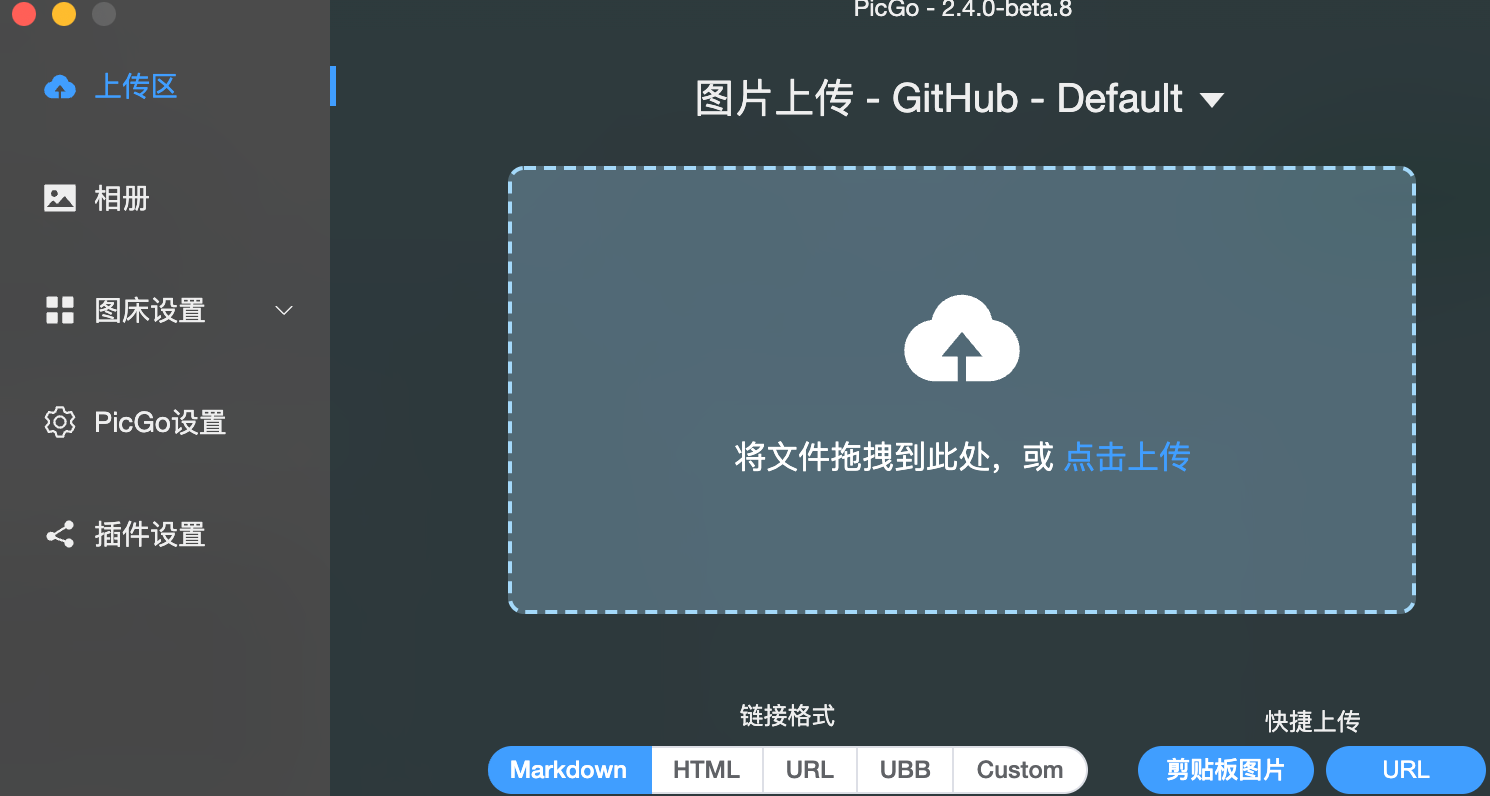 PicGo - 2.4.0-beta.8
上传区
相册
图床设置
PicGo设置
插件设置
图片上传 - GitHub - Default
将文件拖拽到此处，或 点击上传
链接格式
Markdown HTML URL UBB Custom
快捷上传
剪贴板图片 URL